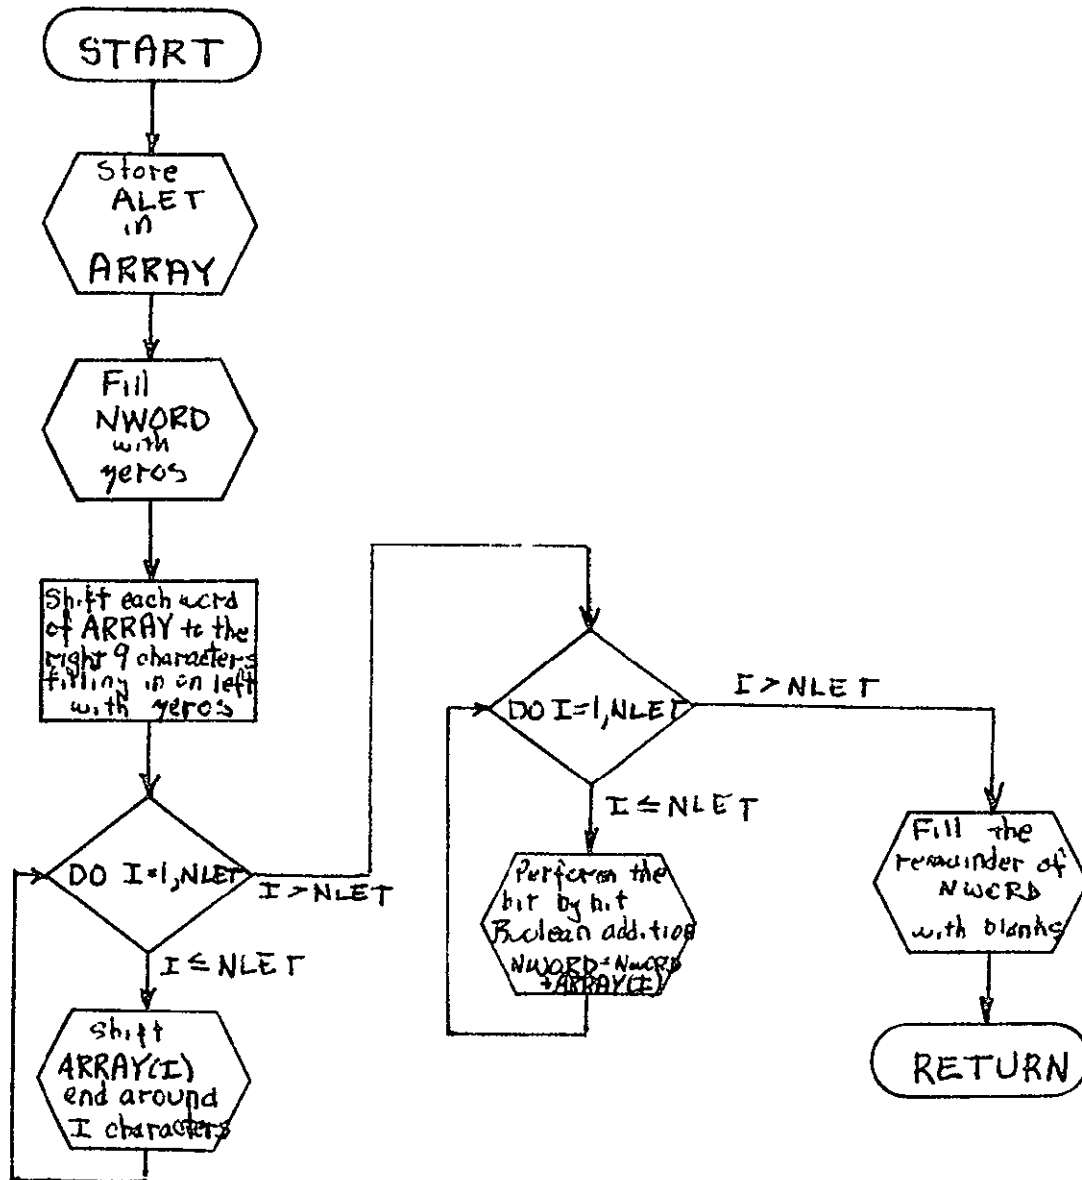 START
Store
ALET
in
ARRAY
Fill
NWORD
with
zeros
Shift each word
of ARRAY to the
right 9 characters
filling in on left
with zeros
DO I=1,NLET
I > NLET
I ≤ NLET
Shift
ARRAY(I)
end around
I characters
DO I=1,NLET
I > NLET
I ≤ NLET
Perform the
bit by bit
Boolean addition
NWORD=NWORD
+ARRAY(I)
Fill the
remainder of
NWORD
with blanks
RETURN